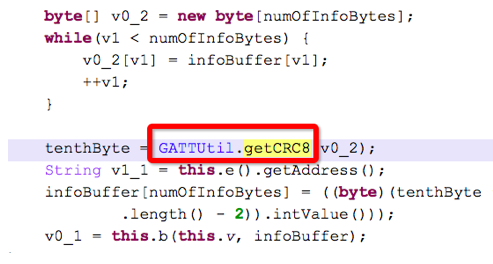 byte[] v0_2 = new byte[numOfInfoBytes];
while(v1 < numOfInfoBytes) {
v0_2[v1] = infoBuffer[v1];
++v1;
}
tenthByte = GATTUtil.getCRC8(v0_2);
String v1_1 = this.e().getAddress();
infoBuffer[numOfInfoBytes] = ((byte)(tenthByte
.length() - 2)).intValue()));
v0_1 = this.b(this.v, infoBuffer);